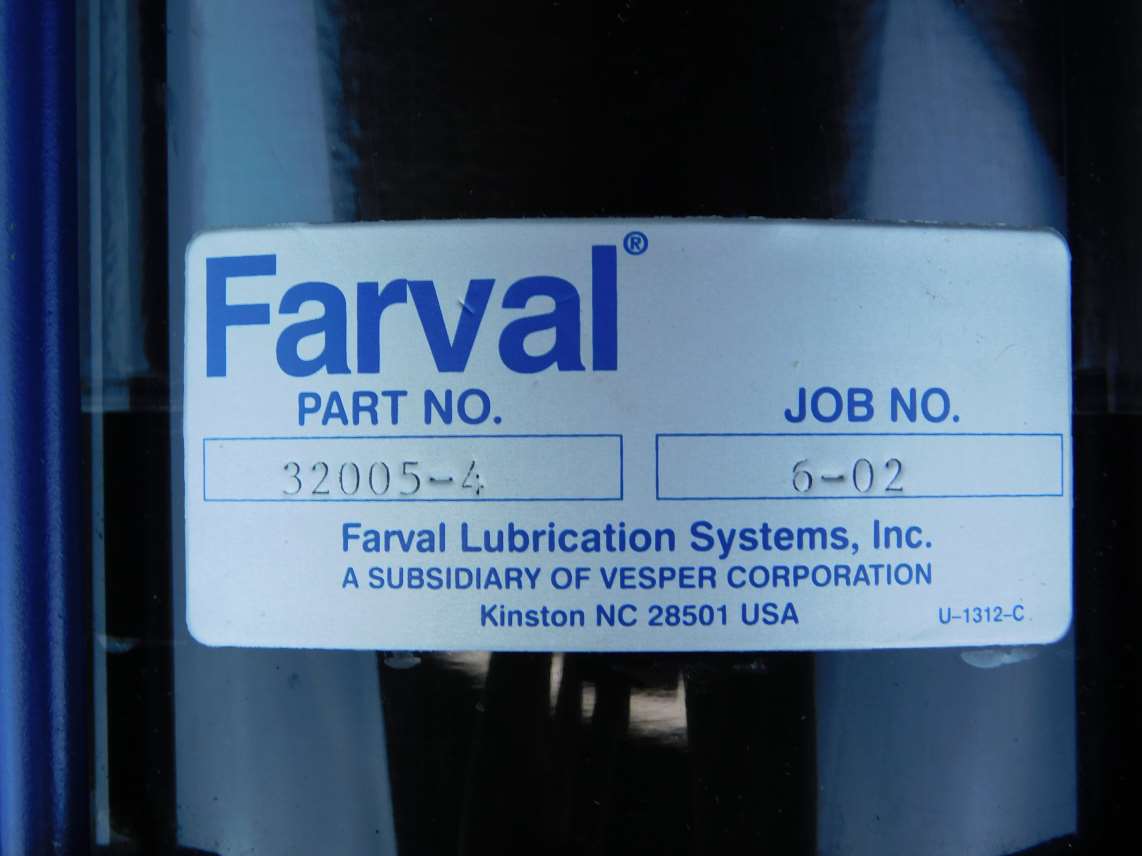 Farval®
PART NO. JOB NO.
32005-4 6-02
Farval Lubrication Systems, Inc.
A SUBSIDIARY OF VESPER CORPORATION
Kinston NC 28501 USA U-1312-C